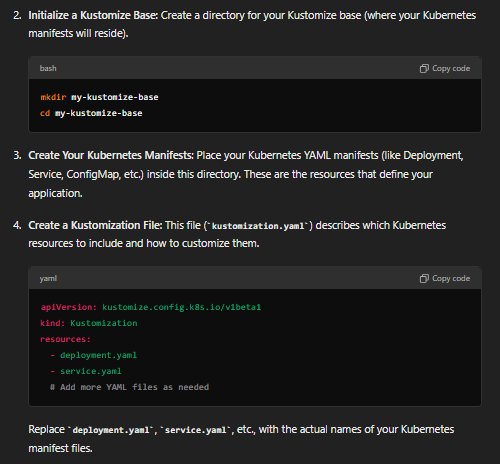 2. Initialize a Kustomize Base: Create a directory for your Kustomize base (where your Kubernetes
manifests will reside).
bash
Copy code
mkdir my-kustomize-base
cd my-kustomize-base
3. Create Your Kubernetes Manifests: Place your Kubernetes YAML manifests (like Deployment,
Service, ConfigMap, etc.) inside this directory. These are the resources that define your
application.
4. Create a Kustomization File: This file (`kustomization.yaml`) describes which Kubernetes
resources to include and how to customize them.
yaml
Copy code
apiVersion: kustomize.config.k8s.io/v1beta1
kind: Kustomization
resources:
  - deployment.yaml
  - service.yaml
  # Add more YAML files as needed
Replace `deployment.yaml`, `service.yaml`, etc., with the actual names of your Kubernetes
manifest files.